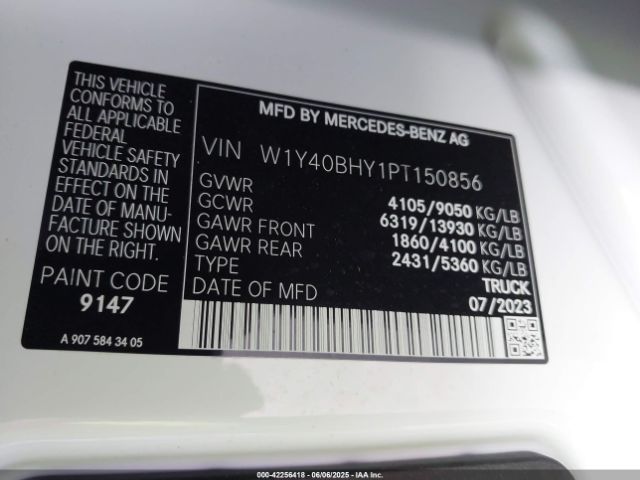 THIS VEHICLE
CONFORMS TO
ALL APPLICABLE
FEDERAL
VEHICLE SAFETY
STANDARDS IN
EFFECT ON THE
DATE OF MANU-
FACTURE SHOWN
ON THE RIGHT.
PAINT CODE
9147
A 907 584 34 05
MFD BY MERCEDES-BENZ AG
VIN W1Y40BHY1PT150856
GVWR 4105/9050 KG/LB
GCWR 6319/13930 KG/LB
GAWR FRONT 1860/4100 KG/LB
GAWR REAR 2431/5360 KG/LB
TYPE TRUCK
DATE OF MFD 07/2023
000-42256418 - 06/06/2025 - IAA Inc.